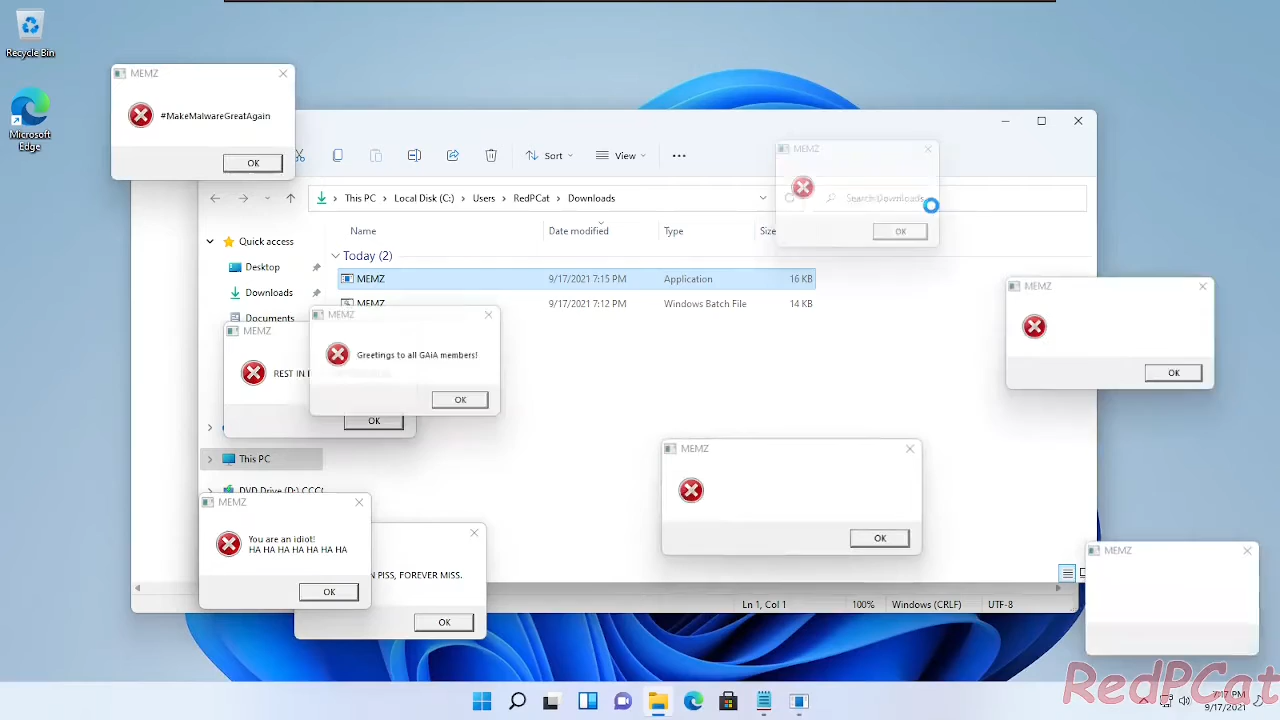 Recycle Bin
Microsoft
Edge
MEMZ
#MakeMalwareGreatAgain
OK
Sort
View
MEMZ
OK
This PC
Local Disk (C:)
Users
RedPCat
Downloads
Search Downloads
Name
Date modified
Type
Size
Quick access
Desktop
Downloads
Documents
This PC
Today (2)
MEMZ 9/17/2021 7:15 PM Application 16 KB
MEMZ 9/17/2021 7:12 PM Windows Batch File 14 KB
MEMZ
OK
MEMZ
Greetings to all GAiA members!
OK
MEMZ
REST IN
OK
MEMZ
OK
DVD Drive (D:)
MEMZ
You are an idiot!
HA HA HA HA HA HA HA
OK
PISS, FOREVER MISS.
OK
MEMZ
Ln 1, Col 1
100%
Windows (CRLF)
UTF-8
RedPCat
9/17/2021